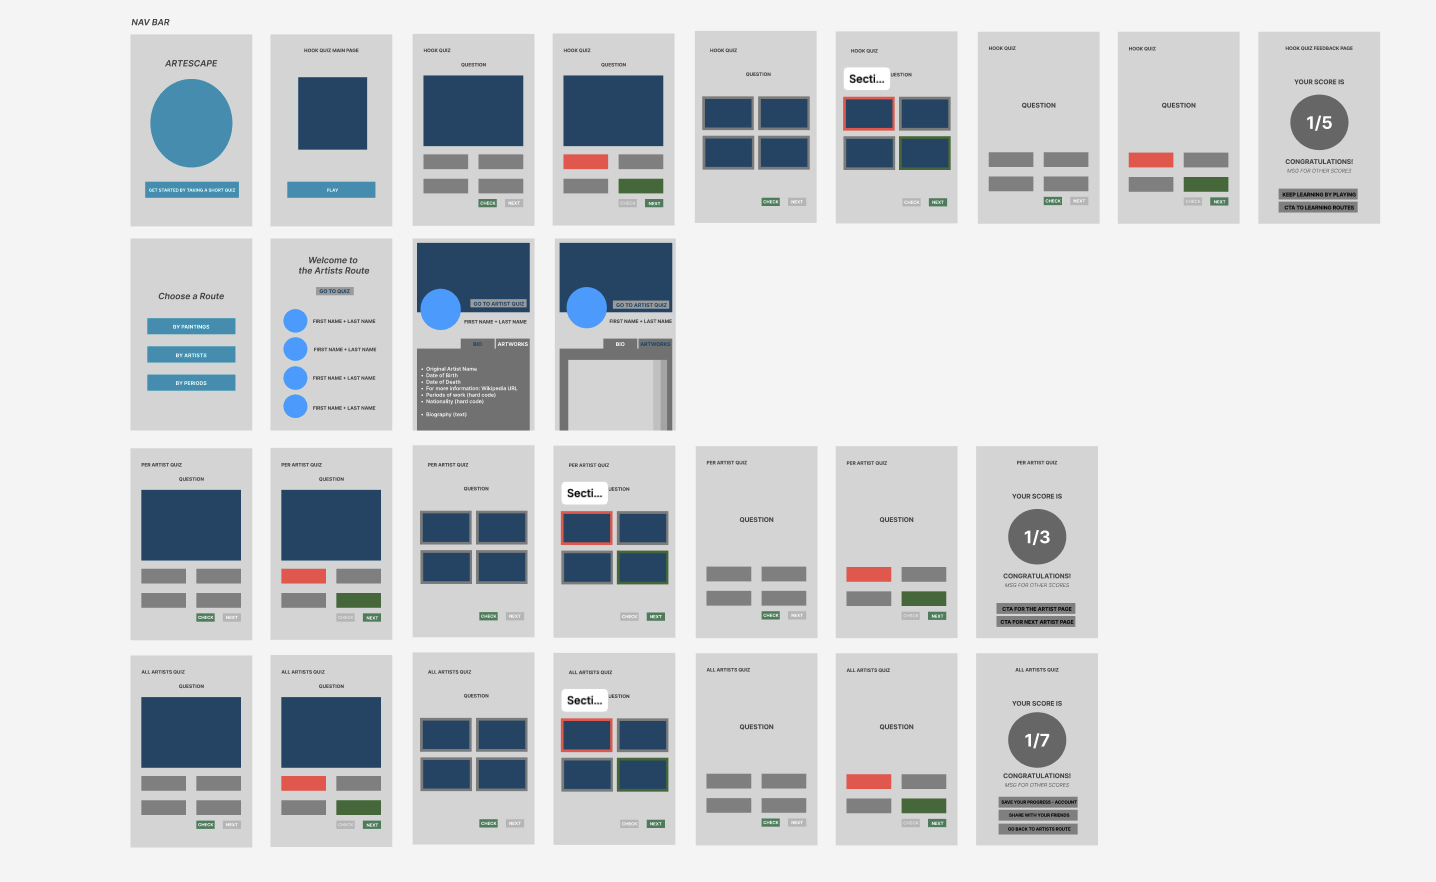 NAV BAR
ARTESCAPE
GET STARTED BY TAKING A SHORT QUIZ
HOOK QUIZ MAIN PAGE
PLAY
HOOK QUIZ
QUESTION
CHECK
NEXT
HOOK QUIZ
QUESTION
CHECK
NEXT
HOOK QUIZ
QUESTION
CHECK
NEXT
HOOK QUIZ
Secti...
UESTION
CHECK
NEXT
HOOK QUIZ
QUESTION
CHECK
NEXT
HOOK QUIZ
QUESTION
CHECK
NEXT
HOOK QUIZ FEEDBACK PAGE
YOUR SCORE IS
1/5
CONGRATULATIONS!
MSG FOR OTHER SCORES
KEEP LEARNING BY PLAYING
CTA TO LEARNING ROUTES
Choose a Route
BY PAINTINGS
BY ARTISTS
BY PERIODS
Welcome to
the Artists Route
GO TO QUIZ
FIRST NAME + LAST NAME
FIRST NAME + LAST NAME
FIRST NAME + LAST NAME
FIRST NAME + LAST NAME
GO TO ARTIST QUIZ
FIRST NAME + LAST NAME
BIO
ARTWORKS
• Original Artist Name
• Date of Birth
• Date of Death
• For more information: Wikipedia URL
• Periods of work (hard code)
• Nationality (hard code)
• Biography (text)
GO TO ARTIST QUIZ
FIRST NAME + LAST NAME
BIO
ARTWORKS
PER ARTIST QUIZ
QUESTION
CHECK
NEXT
PER ARTIST QUIZ
QUESTION
CHECK
NEXT
PER ARTIST QUIZ
QUESTION
CHECK
NEXT
PER ARTIST QUIZ
Secti...
UESTION
CHECK
NEXT
PER ARTIST QUIZ
QUESTION
CHECK
NEXT
PER ARTIST QUIZ
QUESTION
CHECK
NEXT
PER ARTIST QUIZ
YOUR SCORE IS
1/3
CONGRATULATIONS!
MSG FOR OTHER SCORES
CTA FOR THE ARTIST PAGE
CTA FOR NEXT ARTIST PAGE
ALL ARTISTS QUIZ
QUESTION
CHECK
NEXT
ALL ARTISTS QUIZ
QUESTION
CHECK
NEXT
ALL ARTISTS QUIZ
QUESTION
CHECK
NEXT
ALL ARTISTS QUIZ
Secti...
UESTION
CHECK
NEXT
ALL ARTISTS QUIZ
QUESTION
CHECK
NEXT
ALL ARTISTS QUIZ
QUESTION
CHECK
NEXT
ALL ARTISTS QUIZ
YOUR SCORE IS
1/7
CONGRATULATIONS!
MSG FOR OTHER SCORES
SAVE YOUR PROGRESS - ACCOUNT
SHARE WITH YOUR FRIENDS
GO BACK TO ARTISTS ROUTE